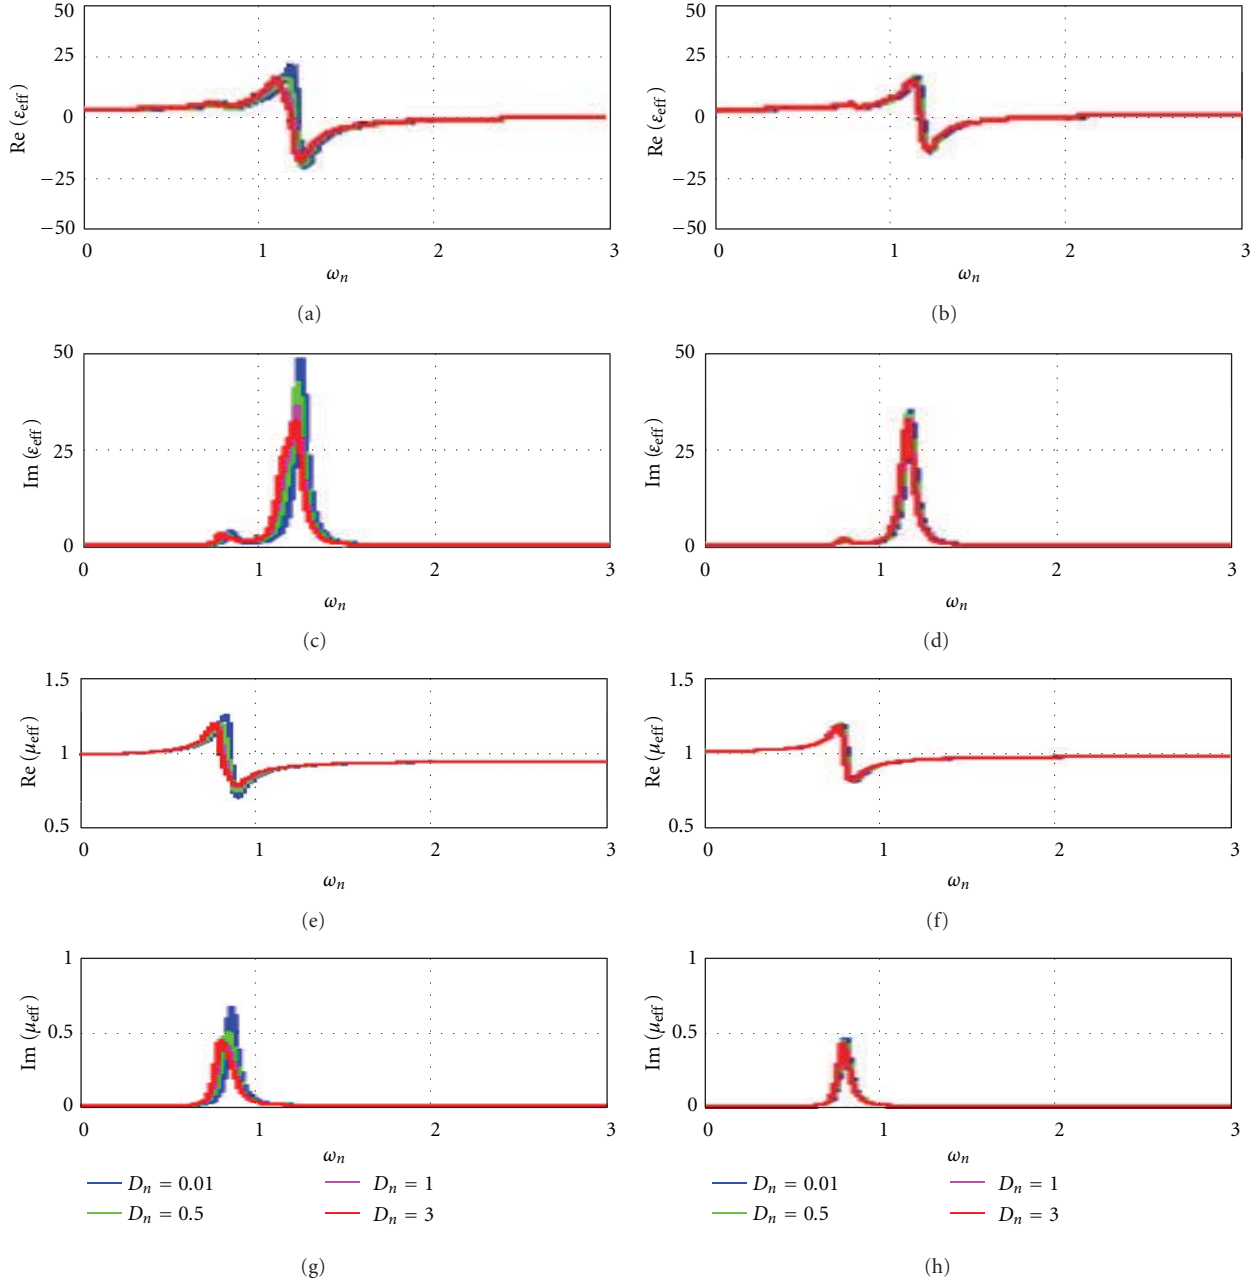 50
25
0
−25
−50
Re (εeff)
0 1 2 3
ωn
(a)
50
25
0
−25
−50
Re (εeff)
0 1 2 3
ωn
(b)
50
25
0
Im (εeff)
0 1 2 3
ωn
(c)
50
25
0
Im (εeff)
0 1 2 3
ωn
(d)
1.5
1
0.5
Re (μeff)
0 1 2 3
ωn
(e)
1.5
1
0.5
Re (μeff)
0 1 2 3
ωn
(f)
1
0.5
0
Im (μeff)
0 1 2 3
ωn
Dn = 0.01
Dn = 1
Dn = 0.5
Dn = 3
(g)
1
0.5
0
Im (μeff)
0 1 2 3
ωn
Dn = 0.01
Dn = 1
Dn = 0.5
Dn = 3
(h)